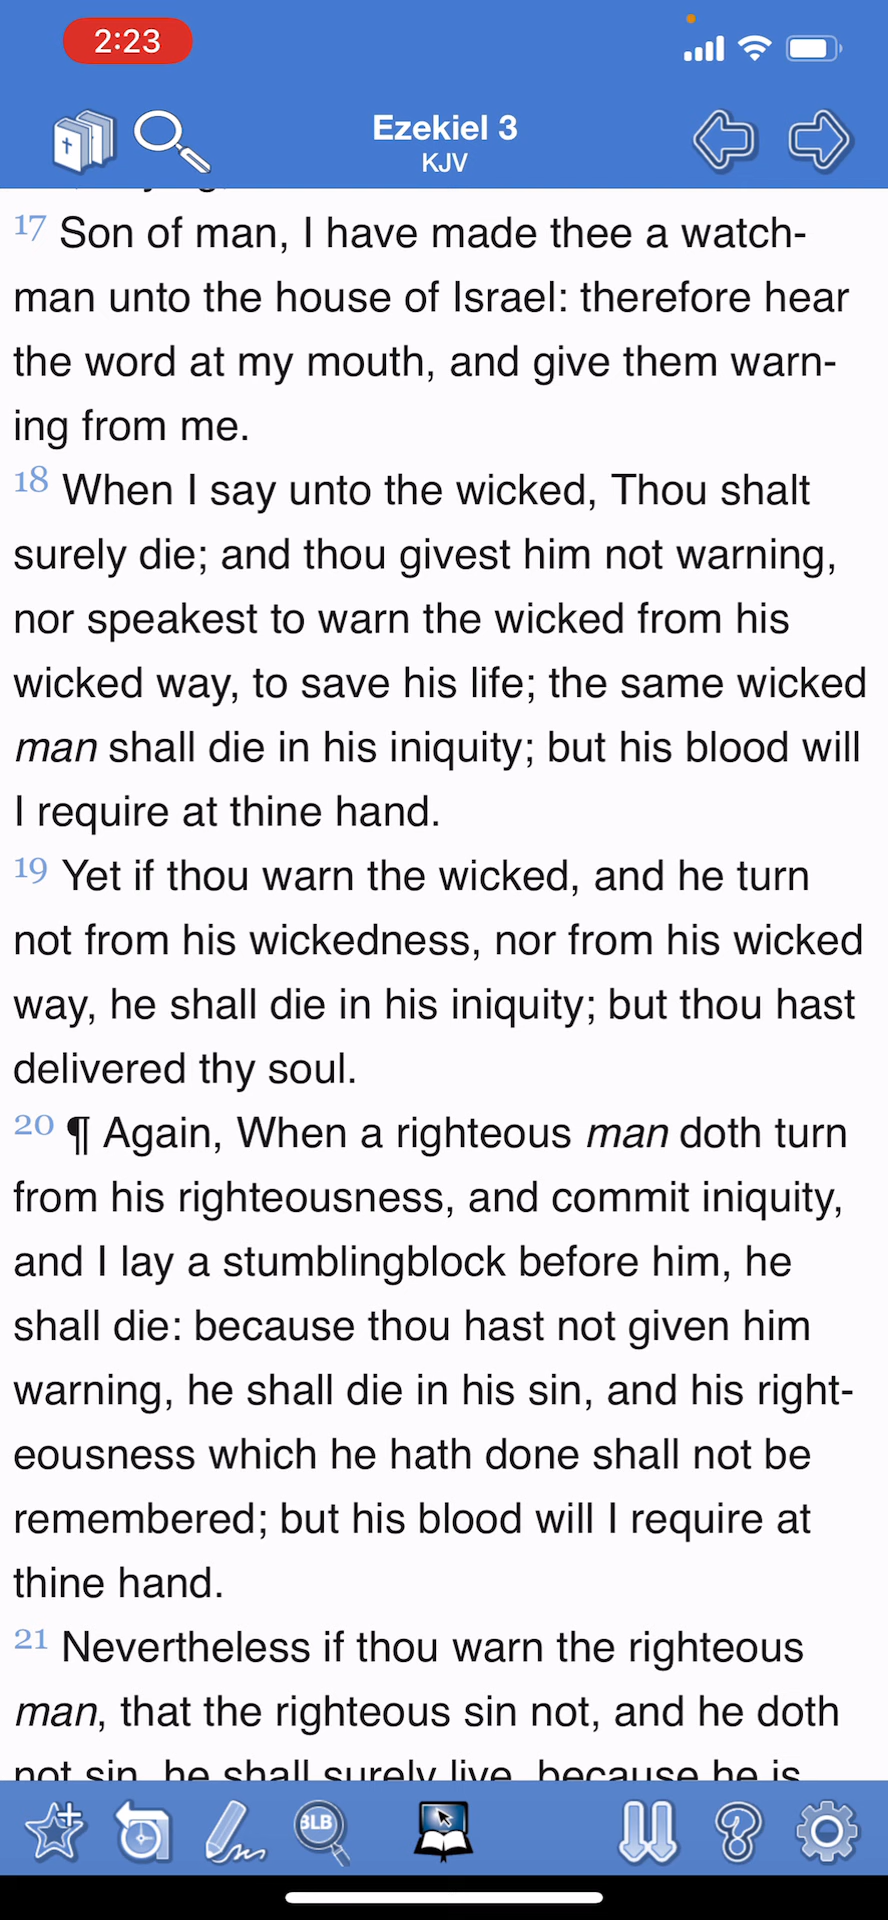 2:23
Ezekiel 3
KJV
17 Son of man, I have made thee a watch-
man unto the house of Israel: therefore hear
the word at my mouth, and give them warn-
ing from me.
18 When I say unto the wicked, Thou shalt
surely die; and thou givest him not warning,
nor speakest to warn the wicked from his
wicked way, to save his life; the same wicked
man shall die in his iniquity; but his blood will
I require at thine hand.
19 Yet if thou warn the wicked, and he turn
not from his wickedness, nor from his wicked
way, he shall die in his iniquity; but thou hast
delivered thy soul.
20 ¶ Again, When a righteous man doth turn
from his righteousness, and commit iniquity,
and I lay a stumblingblock before him, he
shall die: because thou hast not given him
warning, he shall die in his sin, and his right-
eousness which he hath done shall not be
remembered; but his blood will I require at
thine hand.
21 Nevertheless if thou warn the righteous
man, that the righteous sin not, and he doth
not sin, he shall surely live, because he is
BLB